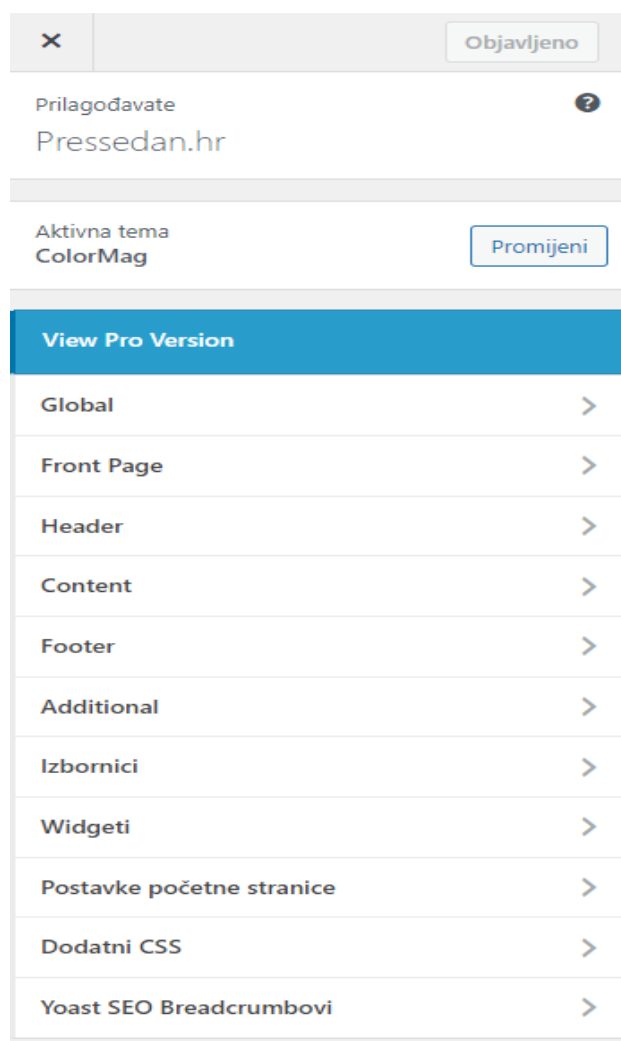 ×
Objavljeno
Prilagođavate
?
Pressedan.hr
Aktivna tema
ColorMag
Promijeni
View Pro Version
Global
Front Page
Header
Content
Footer
Additional
Izbornici
Widgeti
Postavke početne stranice
Dodatni CSS
Yoast SEO Breadcrumbovi